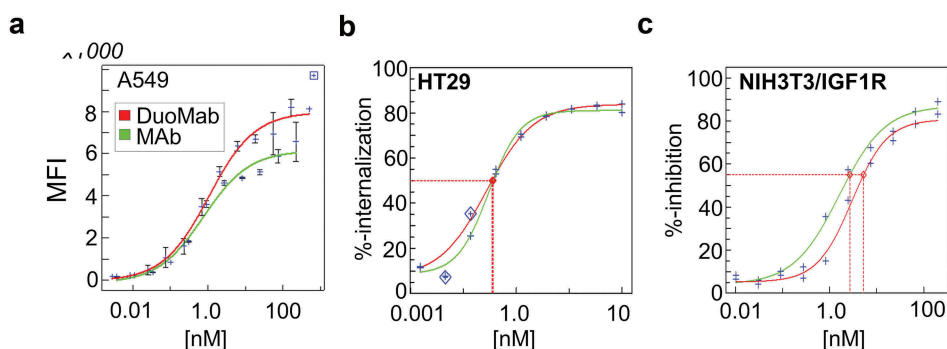 a
b
c
x1000
A549
DuoMab
MAb
MFI
8
6
4
2
0
0.01
1.0
100
[nM]
HT29
%-internalization
100
80
60
40
20
0
0.001
1.0
10
[nM]
NIH3T3/IGF1R
%-inhibition
100
80
60
40
20
0
0.01
1.0
100
[nM]